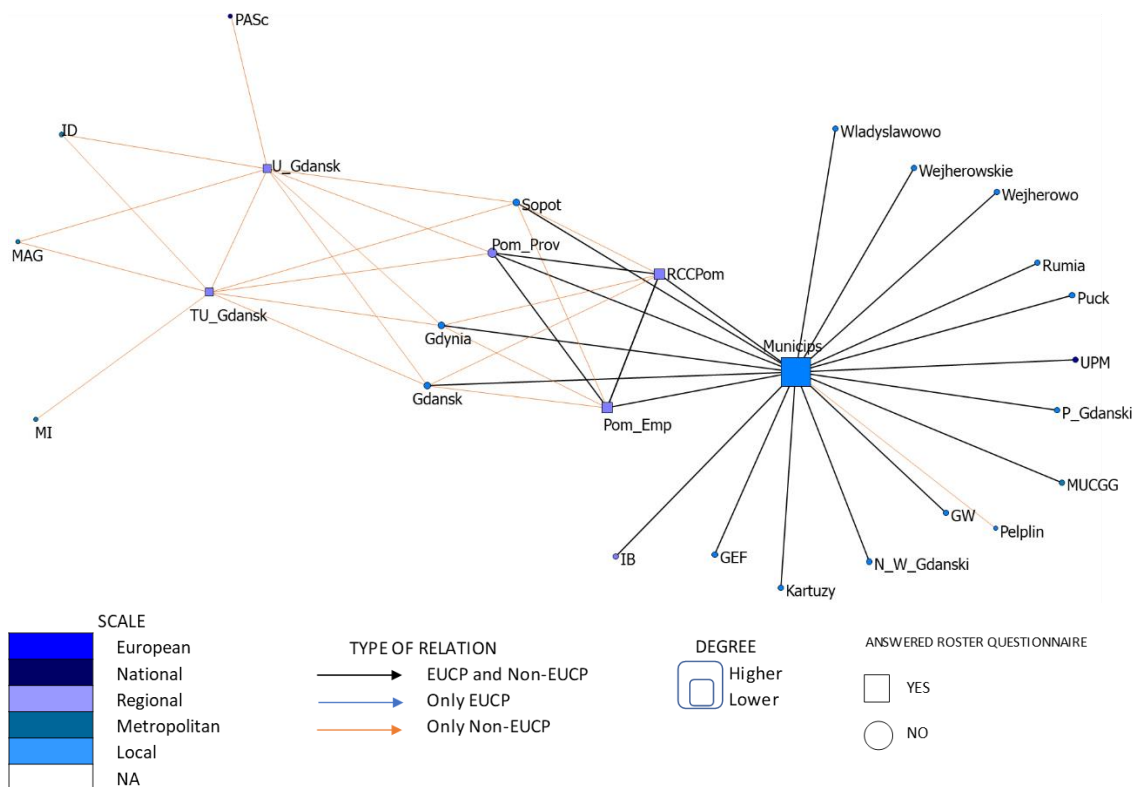 PASc
ID
Wladyslawowo
U_Gdansk
Wejherowskie
Wejherowo
Sopot
Pom_Prov
MAG
Rumia
RCCPom
Puck
TU_Gdansk
Gdynia
Municips
UPM
Gdansk
P_Gdanski
Pom_Emp
MI
MUCGG
GW
Pelplin
IB
GEF
N_W_Gdanski
Kartuzy
SCALE
European
National
Regional
Metropolitan
Local
NA
TYPE OF RELATION
EUCP and Non-EUCP
Only EUCP
Only Non-EUCP
DEGREE
Higher
Lower
ANSWERED ROSTER QUESTIONNAIRE
YES
NO